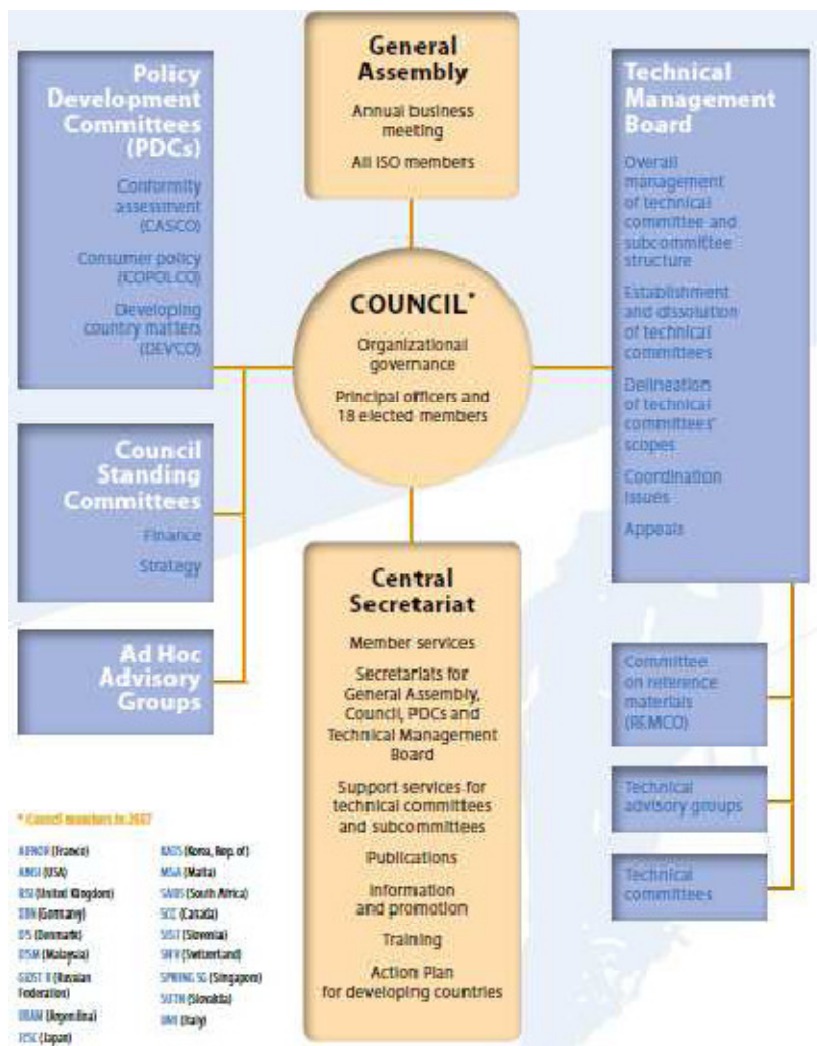 General
Assembly
Annual business
meeting
All ISO members
Policy
Development
Committees
(PDCs)
Conformity
assessment
(CASCO)
Consumer policy
(COPOLCO)
Developing
country matters
(DEVCO)
Council
Standing
Committees
Finance
Strategy
Ad Hoc
Advisory
Groups
COUNCIL*
Organizational
governance
Principal officers and
18 elected members
Central
Secretariat
Member services
Secretariats for
General Assembly,
Council, PDCs and
Technical Management
Board
Support services for
technical committees
and subcommittees
Publications
Information
and promotion
Training
Action Plan
for developing countries
Technical
Management
Board
Overall
management
of technical
committee and
subcommittee
structure
Establishment
and dissolution
of technical
committees
Delineation
of technical
committees'
scopes
Coordination
issues
Appeals
Committee
on reference
materials
(REMCO)
Technical
advisory groups
Technical
committees
* Council members in 2007
AFNOR (France)
ANSI (USA)
BSI (United Kingdom)
DIN (Germany)
DS (Denmark)
DSM (Malaysia)
GOST R (Russian
Federation)
IRAM (Argentina)
JISC (Japan)
KATS (Korea, Rep. of)
MSA (Malta)
SABS (South Africa)
SCC (Canada)
SIST (Slovenia)
SNV (Switzerland)
SPRING SG (Singapore)
SUTN (Slovakia)
UNI (Italy)